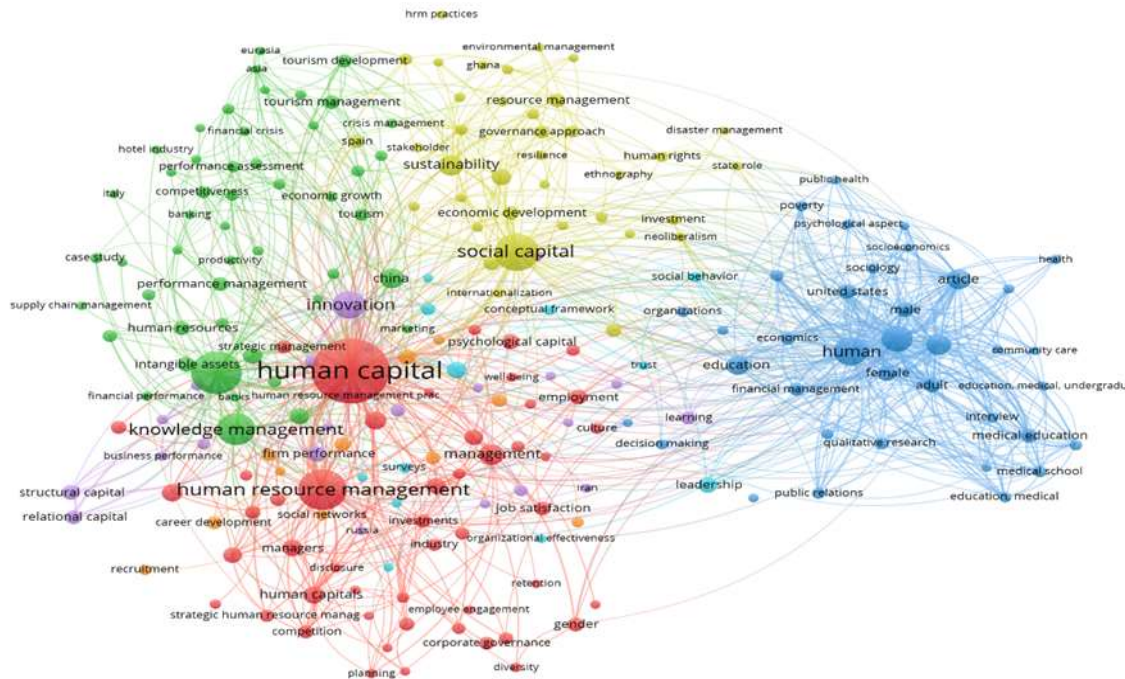 hrm practices
eurasia
environmental management
asia
tourism development
ghana
tourism management
resource management
financial crisis
crisis management
governance approach
spain
disaster management
hotel industry
stakeholder
resilience
human rights
performance assessment
sustainability
state role
ethnography
public health
italy
competitiveness
economic growth
poverty
banking
tourism
economic development
investment
psychological aspect
neoliberalism
socioeconomics
case study
productivity
social capital
health
sociology
china
social behavior
article
performance management
internationalization
united states
supply chain management
innovation
conceptual framework
organizations
male
human resources
marketing
economics
strategic management
psychological capital
human
community care
intangible assets
human capital
trust
education
female
well-being
adult
education, medical, undergradu
financial performance
banks
human resource management prac
employment
financial management
learning
interview
knowledge management
culture
medical education
business performance
firm performance
management
decision making
qualitative research
surveys
medical school
structural capital
human resource management
iran
leadership
public relations
education, medical
relational capital
social networks
job satisfaction
career development
investments
russia
organizational effectiveness
managers
industry
recruitment
disclosure
retention
human capitals
strategic human resource manag
employee engagement
competition
gender
corporate governance
planning
diversity